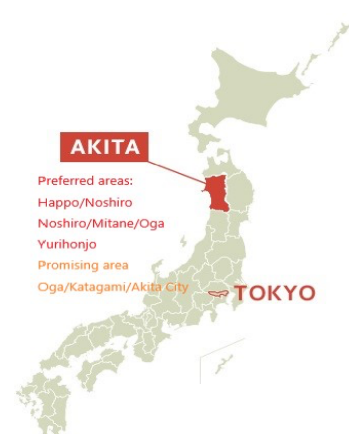 AKITA
Preferred areas:
Happo/Noshiro
Noshiro/Mitane/Oga
Yurihonjo
Promising area
Oga/Katagami/Akita City
TOKYO